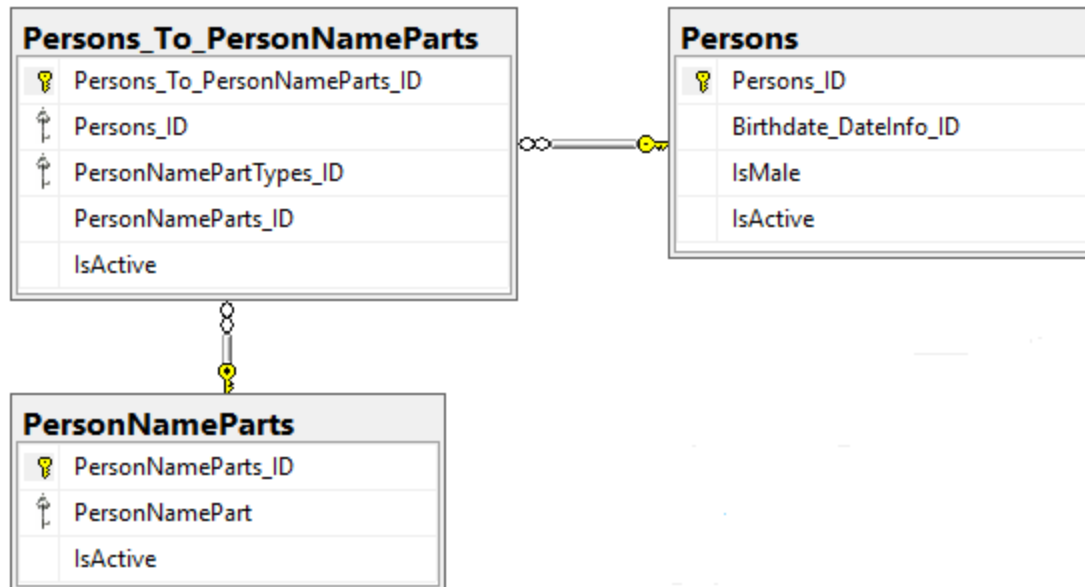 Persons_To_PersonNameParts
Persons_To_PersonNameParts_ID
Persons_ID
PersonNamePartTypes_ID
PersonNameParts_ID
IsActive
Persons
Persons_ID
Birthdate_DateInfo_ID
IsMale
IsActive
PersonNameParts
PersonNameParts_ID
PersonNamePart
IsActive